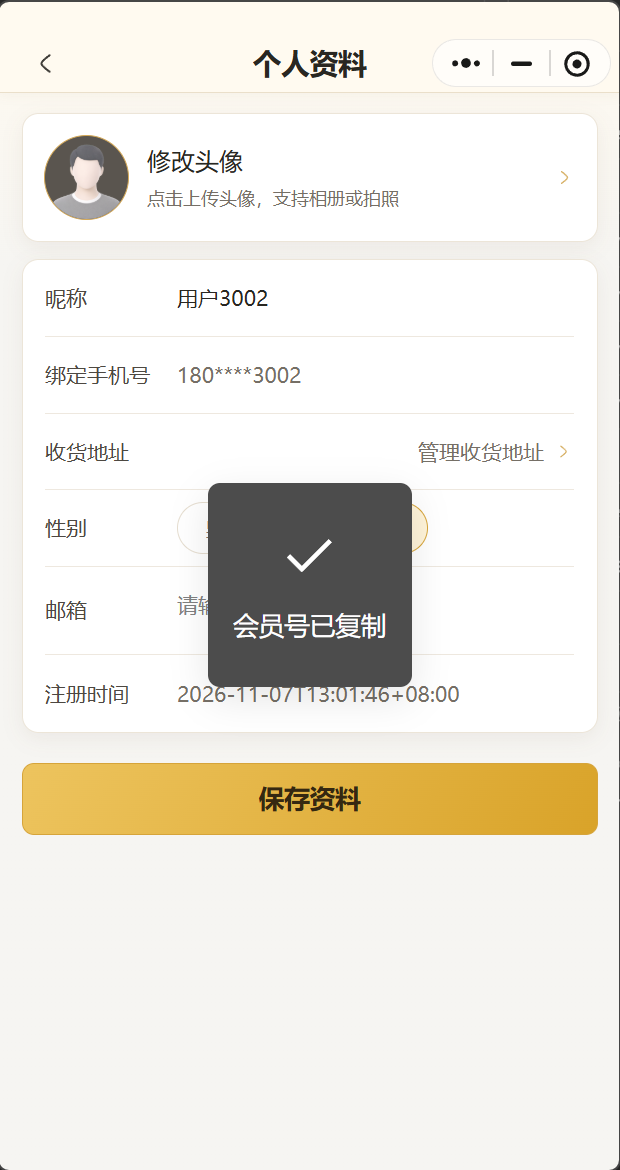 个人资料
修改头像
点击上传头像，支持相册或拍照
昵称 用户3002
绑定手机号 180****3002
收货地址 管理收货地址
性别
邮箱 请输
会员号已复制
注册时间 2026-11-07T13:01:46+08:00
保存资料